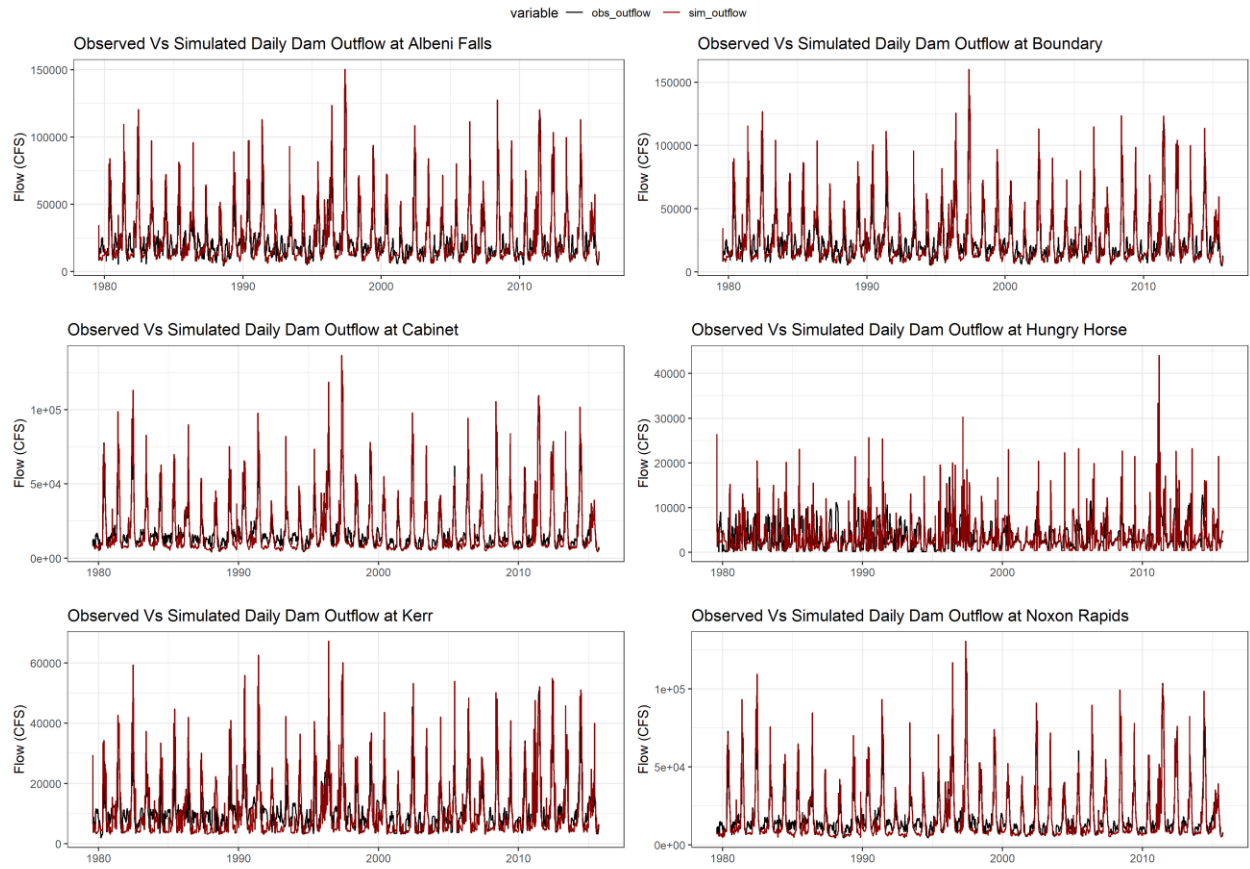 variable obs_outflow sim_outflow
Observed Vs Simulated Daily Dam Outflow at Albeni Falls
Flow (CFS)
150000
100000
50000
0
1980 1990 2000 2010
Observed Vs Simulated Daily Dam Outflow at Boundary
Flow (CFS)
150000
100000
50000
0
1980 1990 2000 2010
Observed Vs Simulated Daily Dam Outflow at Cabinet
Flow (CFS)
1e+05
5e+04
0e+00
1980 1990 2000 2010
Observed Vs Simulated Daily Dam Outflow at Hungry Horse
Flow (CFS)
40000
30000
20000
10000
0
1980 1990 2000 2010
Observed Vs Simulated Daily Dam Outflow at Kerr
Flow (CFS)
60000
40000
20000
0
1980 1990 2000 2010
Observed Vs Simulated Daily Dam Outflow at Noxon Rapids
Flow (CFS)
1e+05
5e+04
0e+00
1980 1990 2000 2010